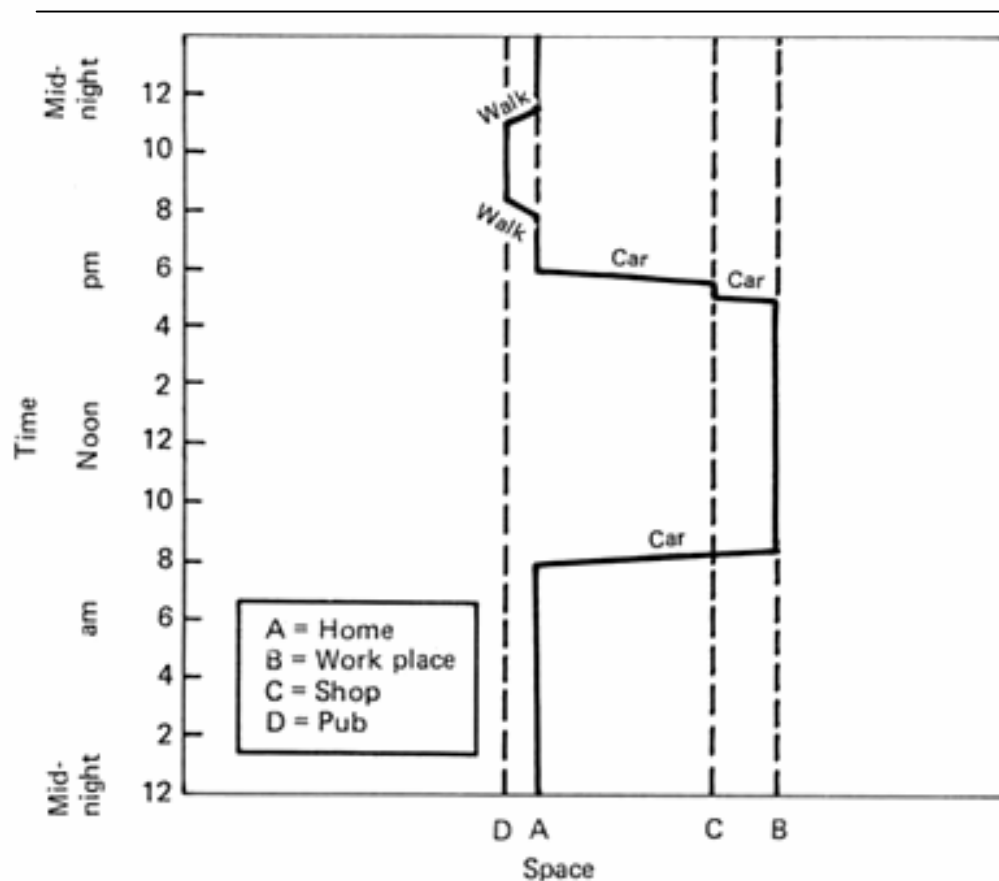 Mid-
night
12
Walk
10
8
Walk
pm
6
Car
Car
4
2
Time
Noon
12
10
Car
8
am
6
A = Home
B = Work place
4
C = Shop
D = Pub
2
Mid-
night
12
D A C B
Space